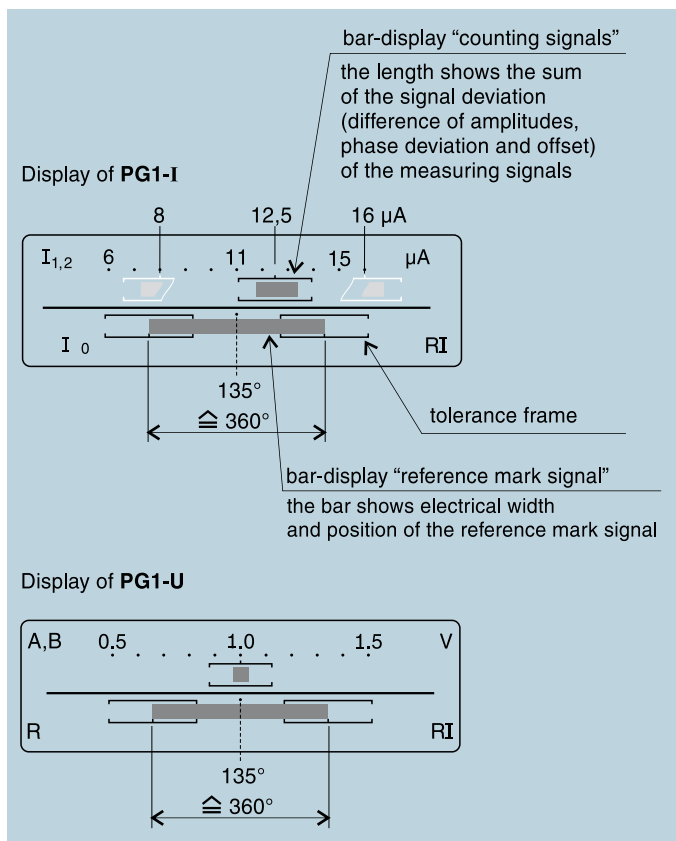 bar-display “counting signals”
the length shows the sum
of the signal deviation
(difference of amplitudes,
phase deviation and offset)
of the measuring signals
Display of PG1-I
8 12,5 16 µA
I1,2 6 11 15 µA
I 0 RI
135°
≙ 360°
tolerance frame
bar-display “reference mark signal”
the bar shows electrical width
and position of the reference mark signal
Display of PG1-U
A,B 0.5 1.0 1.5 V
R RI
135°
≙ 360°